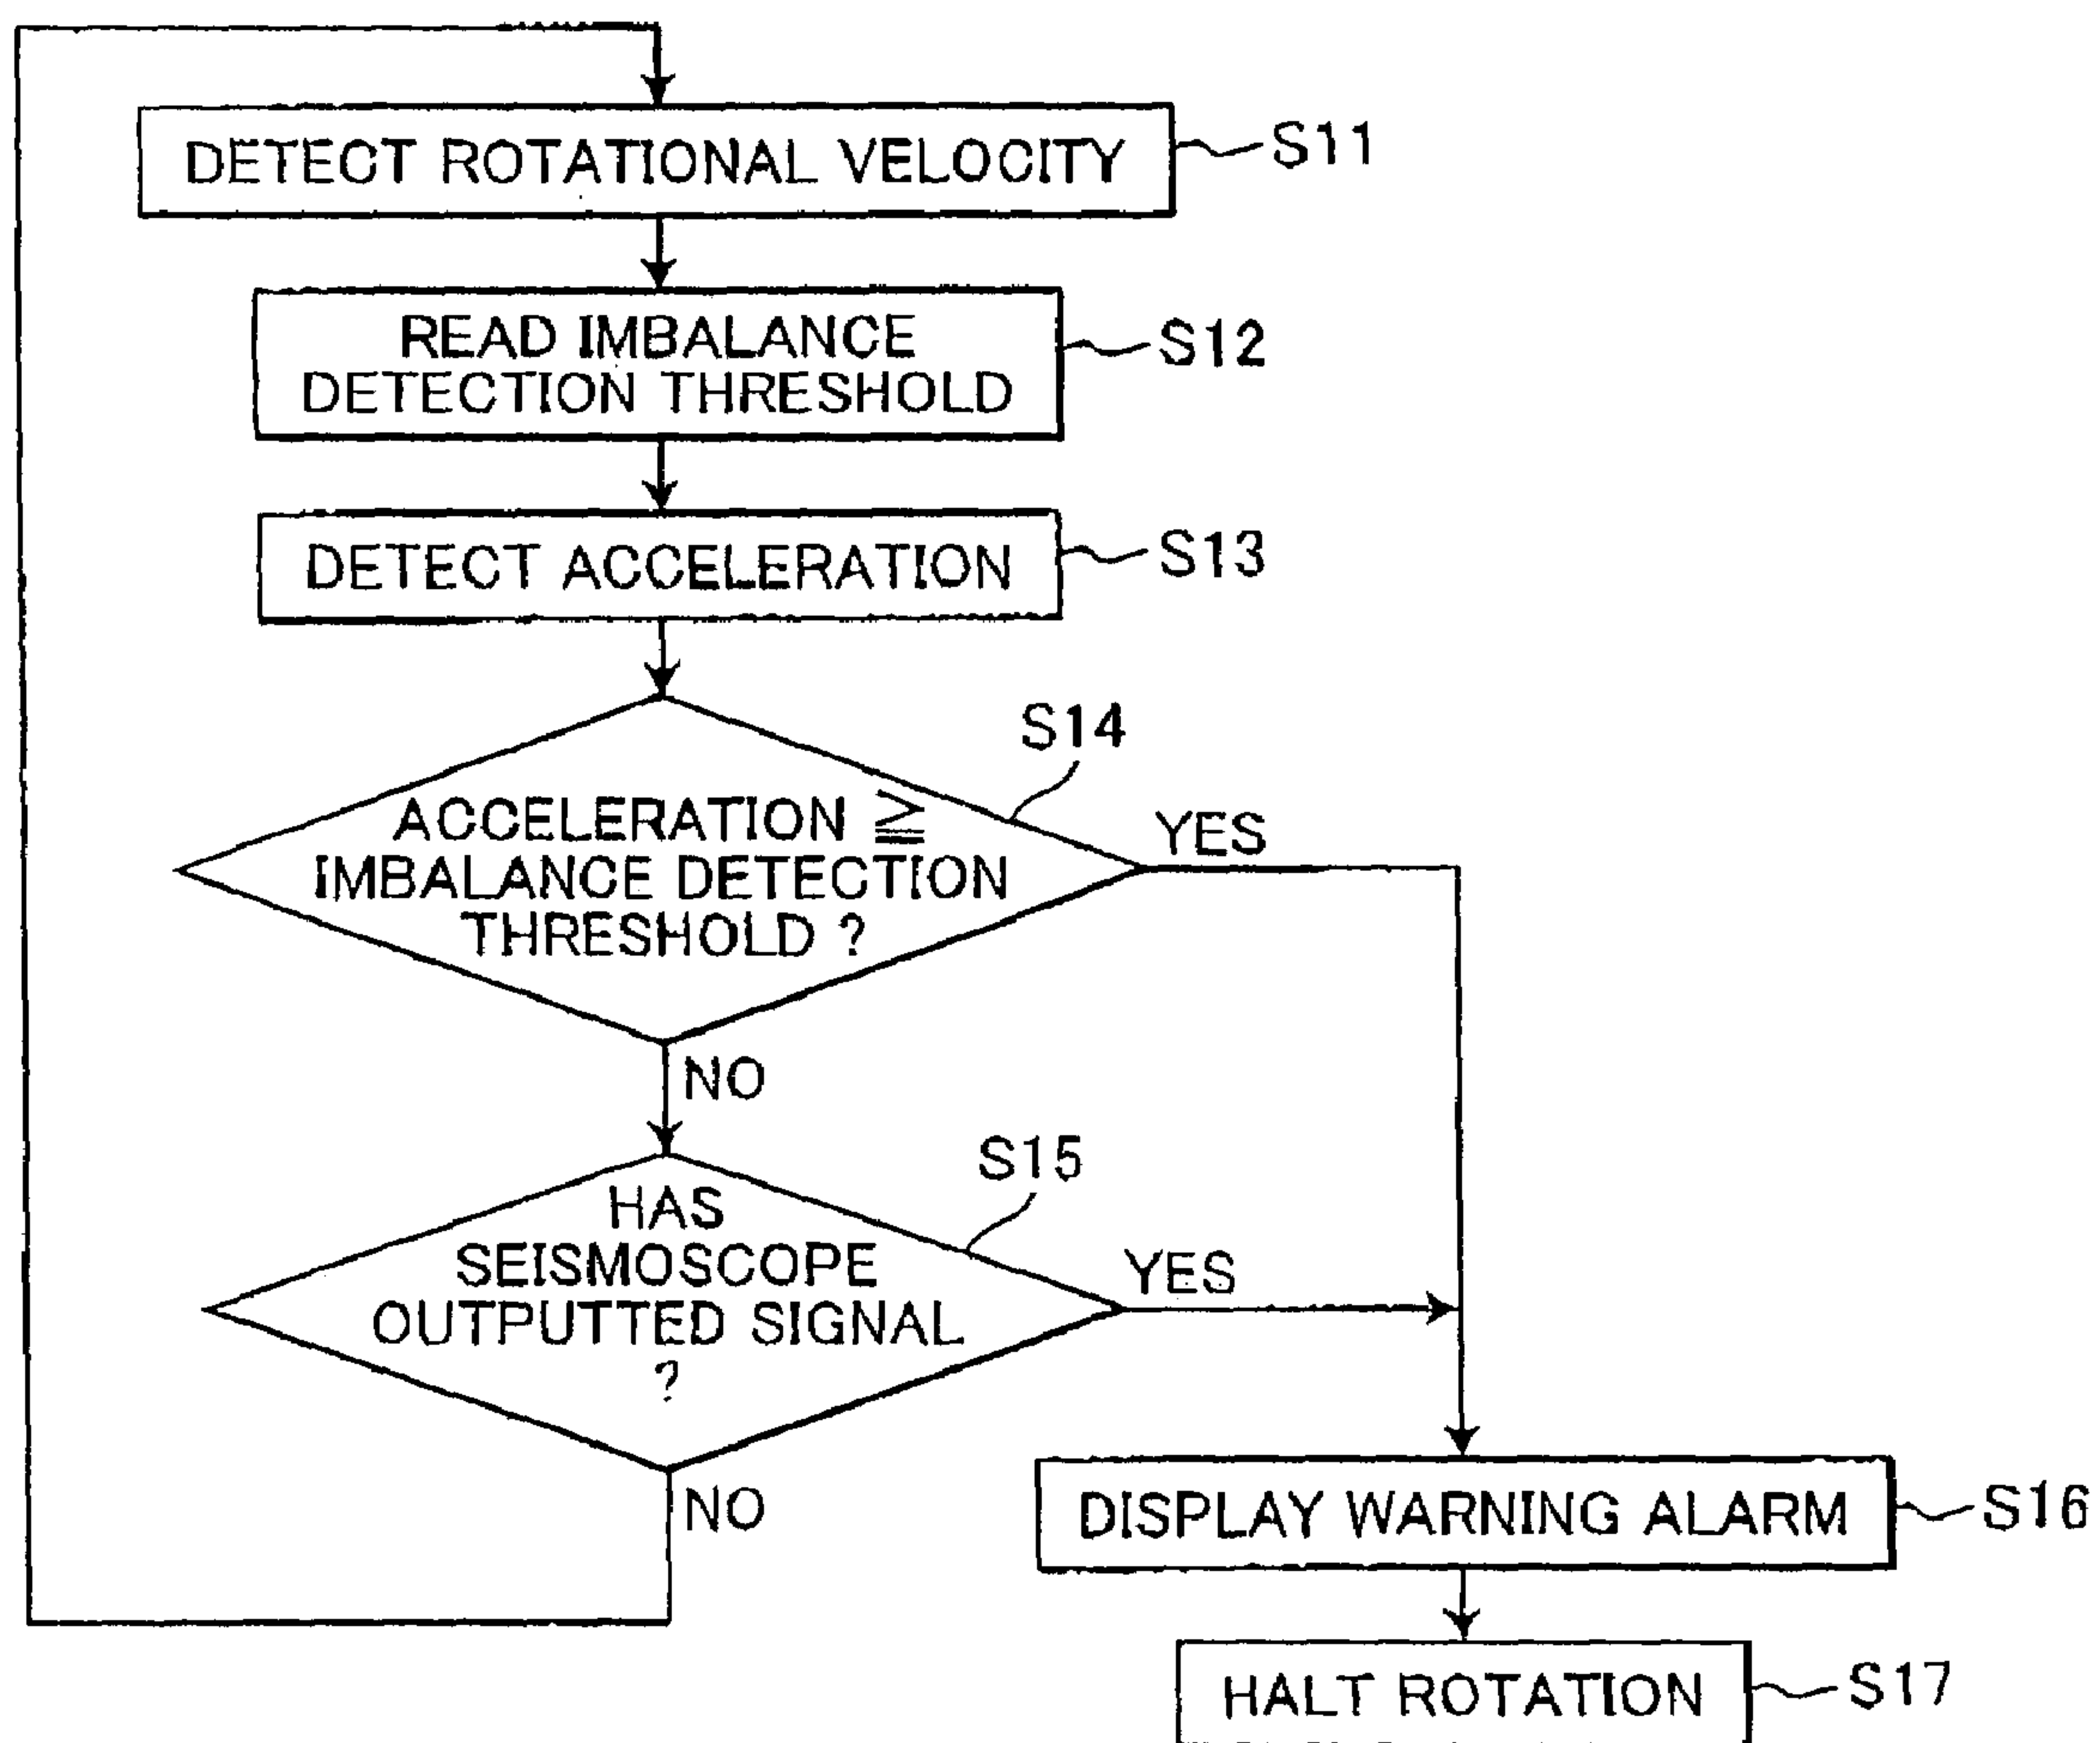 DETECT ROTATIONAL VELOCITY
S11
READ IMBALANCE
DETECTION THRESHOLD
S12
DETECT ACCELERATION
S13
S14
ACCELERATION ≧
IMBALANCE DETECTION
THRESHOLD ?
YES
NO
S15
HAS
SEISMOSCOPE
OUTPUTTED SIGNAL
?
YES
NO
DISPLAY WARNING ALARM
S16
HALT ROTATION
S17